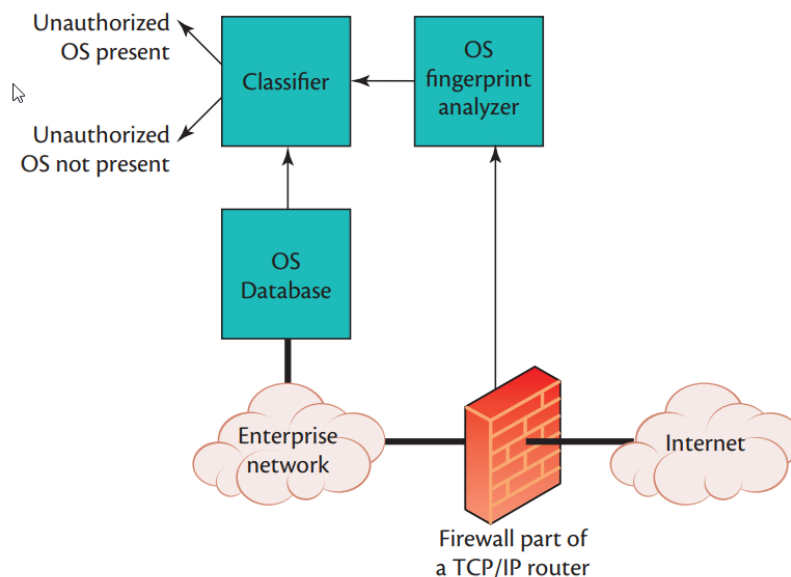 Unauthorized
OS present
Classifier
OS
fingerprint
analyzer
Unauthorized
OS not present
OS
Database
Enterprise
network
Internet
Firewall part of
a TCP/IP router